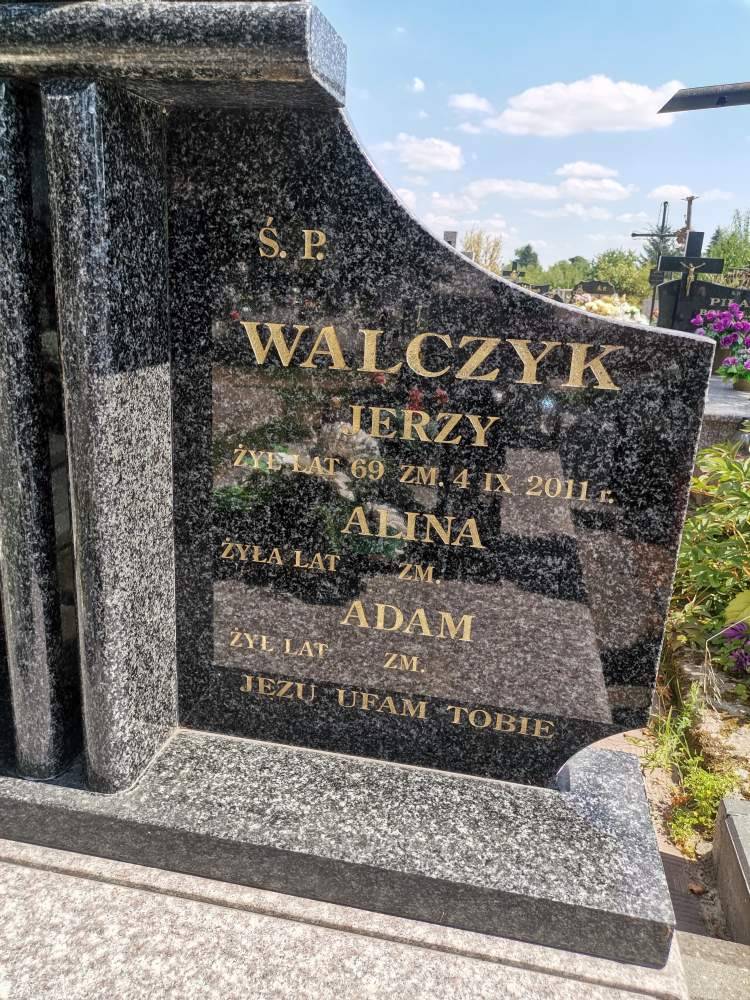 Ś. P.
WALCZYK
JERZY
ŻYŁ LAT 69 ZM. 4 IX 2011 r.
ALINA
ŻYŁA LAT ZM.
ADAM
ŻYŁ LAT ZM.
JEZU UFAM TOBIE